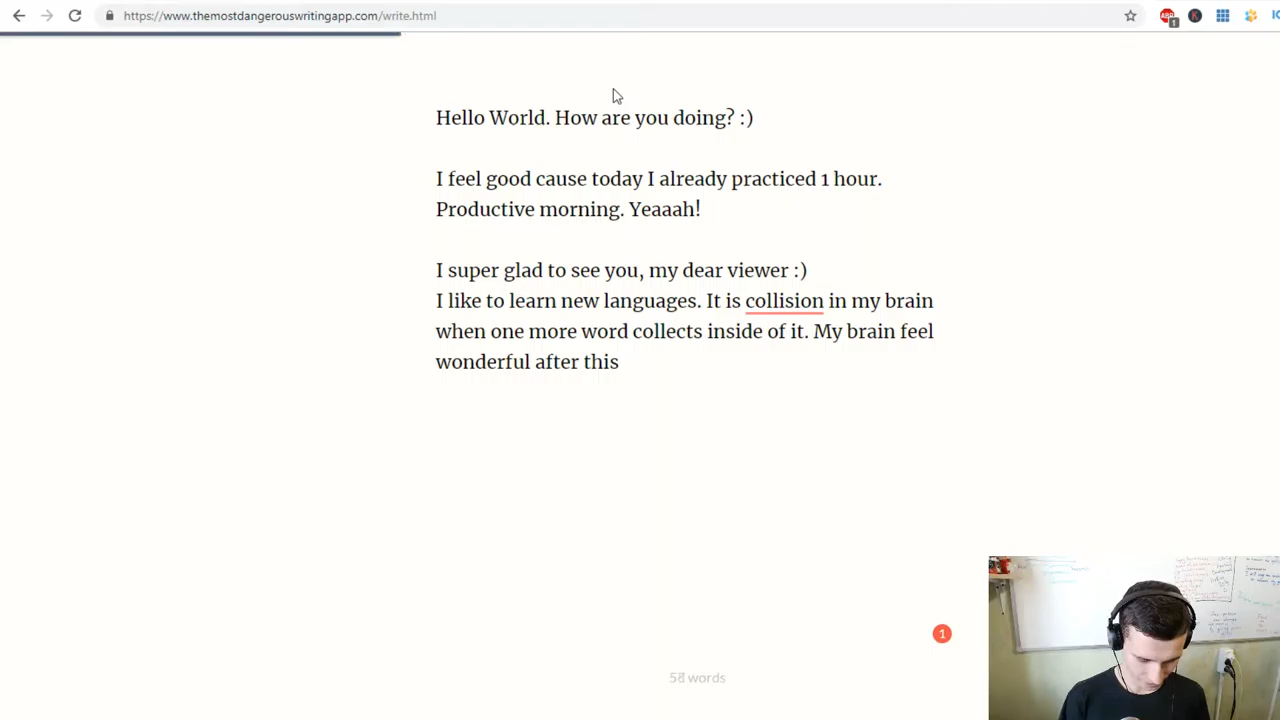 https://www.themostdangerouswritingapp.com/write.html
Hello World. How are you doing? :)
I feel good cause today I already practiced 1 hour.
Productive morning. Yeaaah!
I super glad to see you, my dear viewer :)
I like to learn new languages. It is collision in my brain
when one more word collects inside of it. My brain feel
wonderful after this
1
58 words